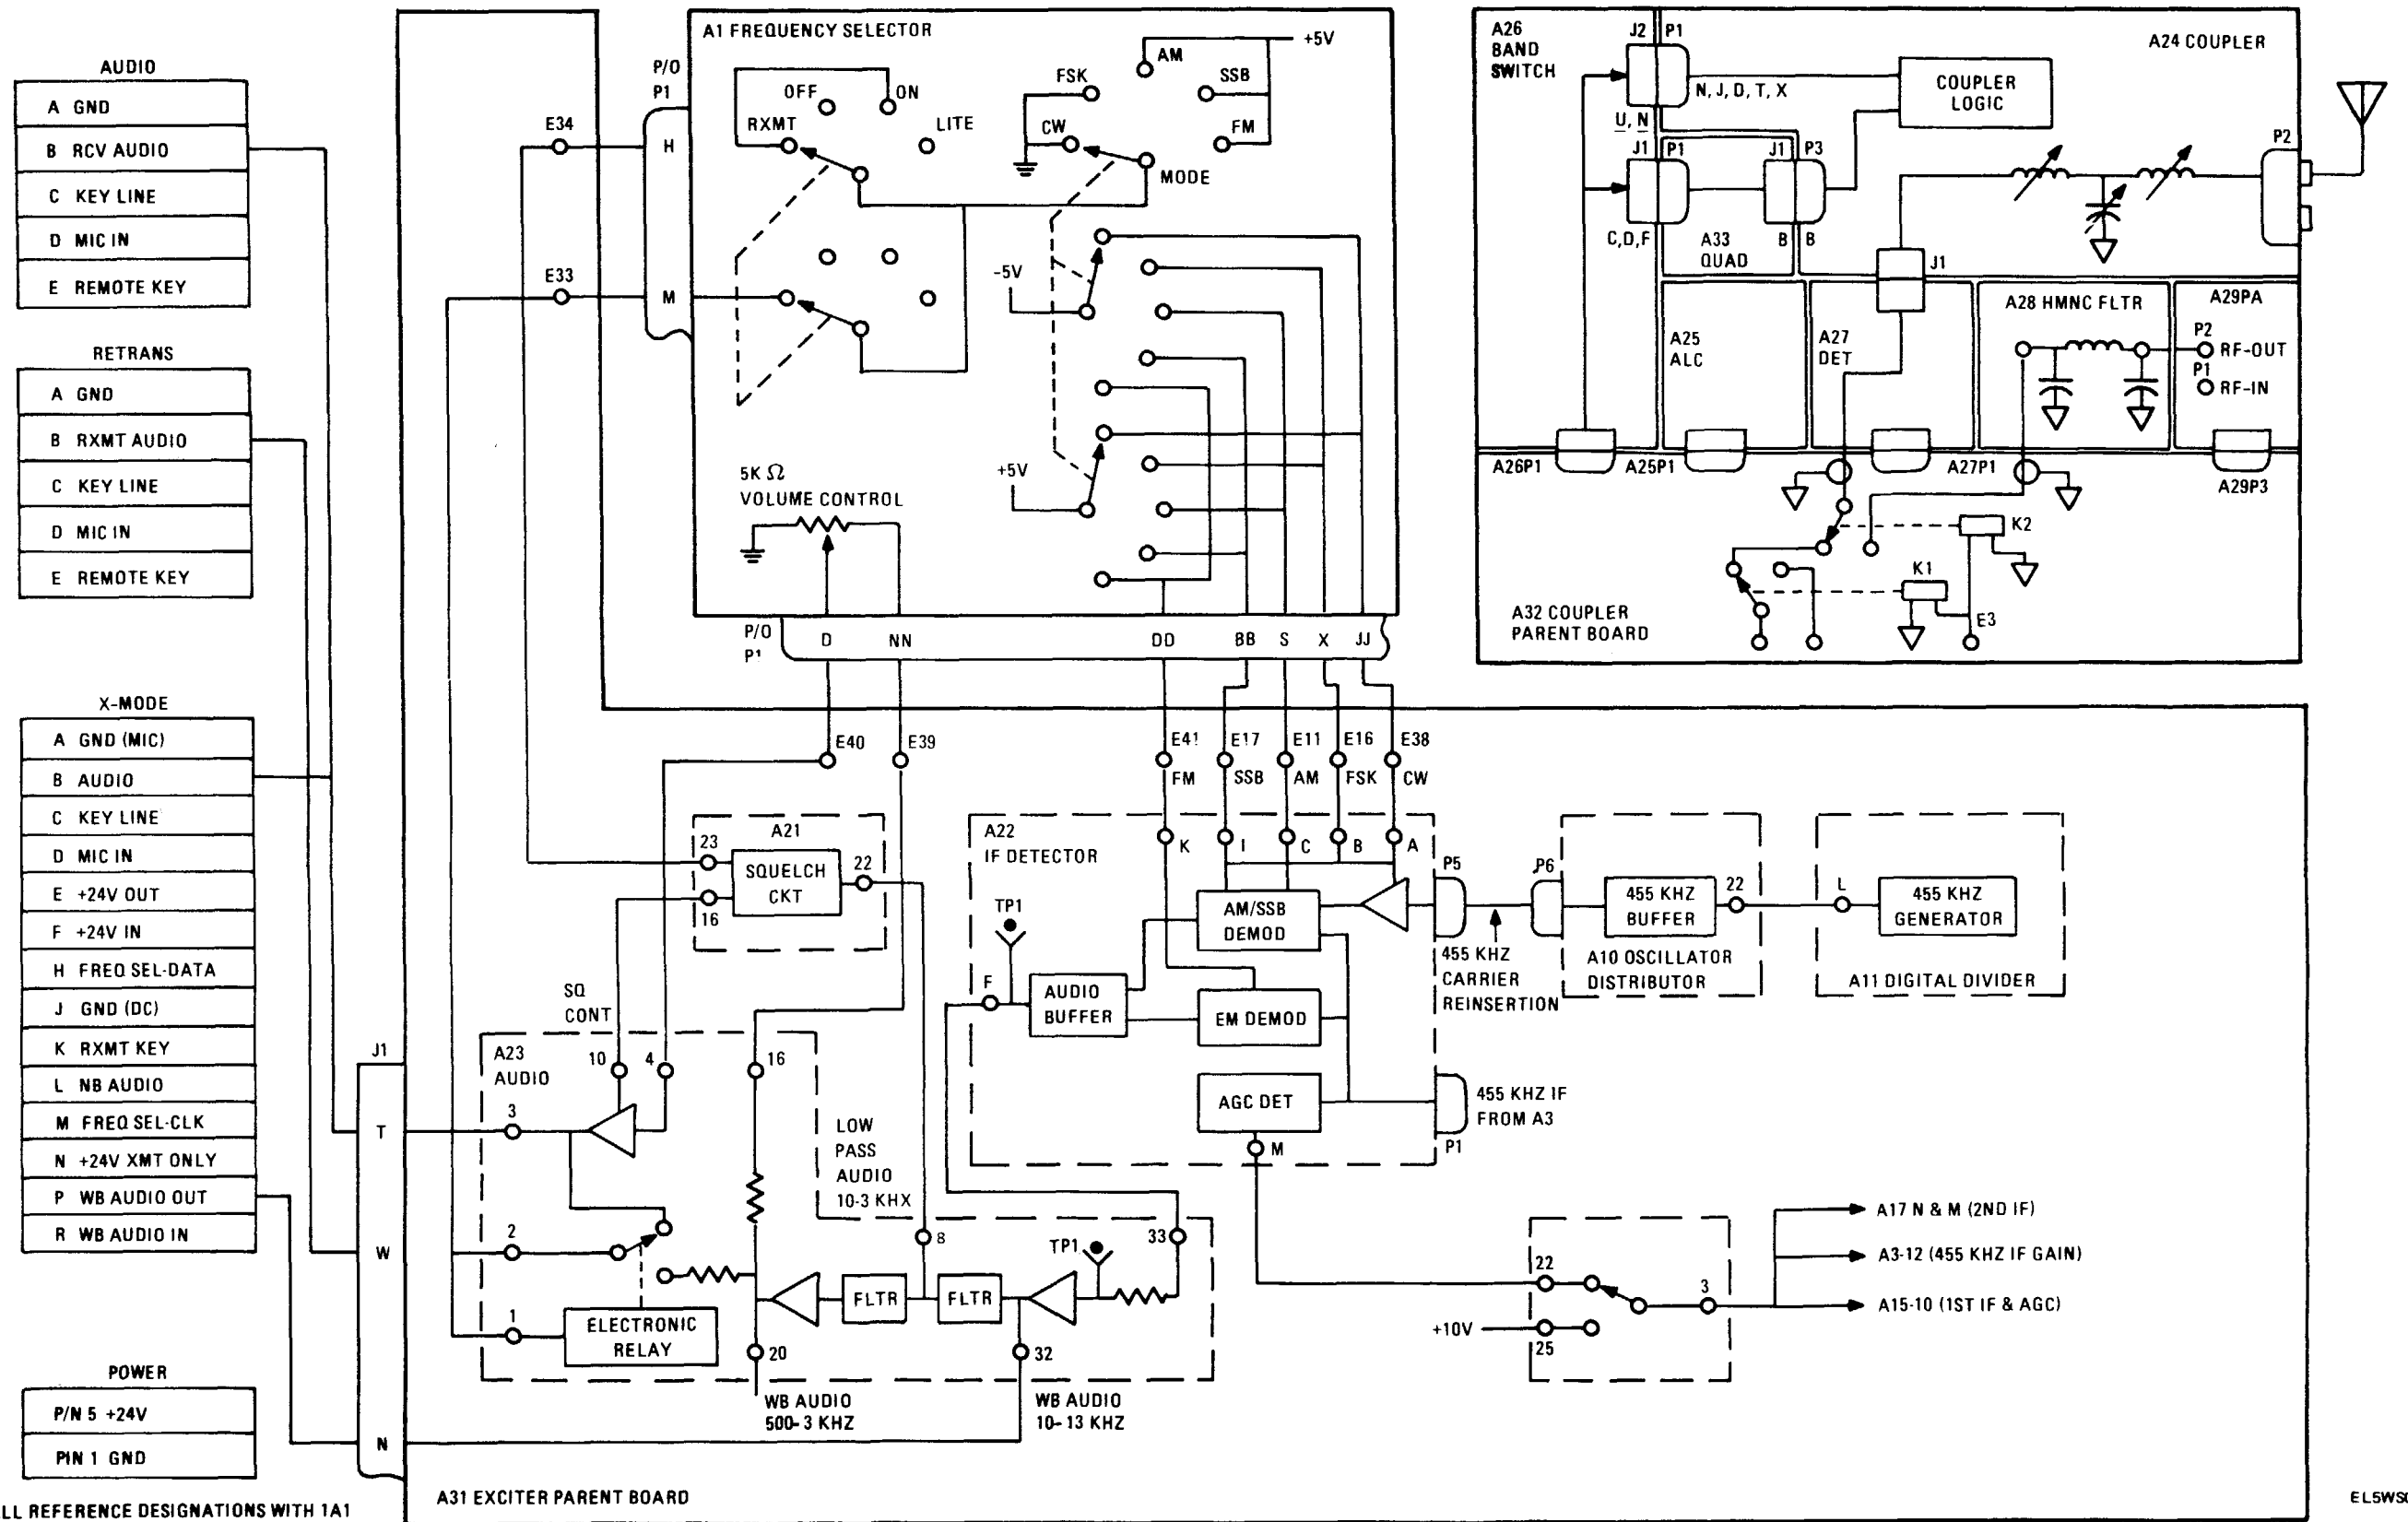 AUDIO
A GND
B RCV AUDIO
C KEY LINE
D MIC IN
E REMOTE KEY
RETRANS
A GND
B RXMT AUDIO
C KEY LINE
D MIC IN
E REMOTE KEY
X-MODE
A GND (MIC)
B AUDIO
C KEY LINE
D MIC IN
E +24V OUT
F +24V IN
H FREQ SEL-DATA
J GND (DC)
K RXMT KEY
L NB AUDIO
M FREQ SEL-CLK
N +24V XMT ONLY
P WB AUDIO OUT
R WB AUDIO IN
POWER
P/N 5 +24V
PIN 1 GND
LL REFERENCE DESIGNATIONS WITH 1A1
J1
T
W
N
A31 EXCITER PARENT BOARD
E34
E33
P/O
P1
H
M
A1 FREQUENCY SELECTOR
OFF
ON
RXMT
LITE
AM
+5V
FSK
SSB
CW
FM
MODE
-5V
+5V
5K Ω
VOLUME CONTROL
P/O
P1
D
NN
DD
BB
S
X
JJ
E40
E39
E41
E17
E11
E16
E38
FM
SSB
AM
FSK
CW
A21
23
SQUELCH
CKT
22
16
SQ
CONT
A22
IF DETECTOR
K
I
C
B
A
P5
P6
TP1
AM/SSB
DEMOD
F
AUDIO
BUFFER
EM DEMOD
AGC DET
M
455 KHZ
CARRIER
REINSERTION
455 KHZ IF
FROM A3
P1
455 KHZ
BUFFER
22
A10 OSCILLATOR
DISTRIBUTOR
L
455 KHZ
GENERATOR
A11 DIGITAL DIVIDER
A23
AUDIO
10
4
16
3
LOW
PASS
AUDIO
10-3 KHX
2
8
TP1
33
FLTR
FLTR
1
ELECTRONIC
RELAY
20
32
WB AUDIO
500-3 KHZ
WB AUDIO
10-13 KHZ
22
3
+10V
25
A17 N & M (2ND IF)
A3-12 (455 KHZ IF GAIN)
A15-10 (1ST IF & AGC)
A26
BAND
SWITCH
J2
P1
A24 COUPLER
N, J, D, T, X
COUPLER
LOGIC
U, N
J1
P1
J1
P3
P2
C,D,F
A33
QUAD
B
B
J1
A25
ALC
A27
DET
A28 HMNC FLTR
A29PA
P2
RF-OUT
P1
RF-IN
A26P1
A25P1
A27P1
A29P3
K2
K1
E3
A32 COUPLER
PARENT BOARD